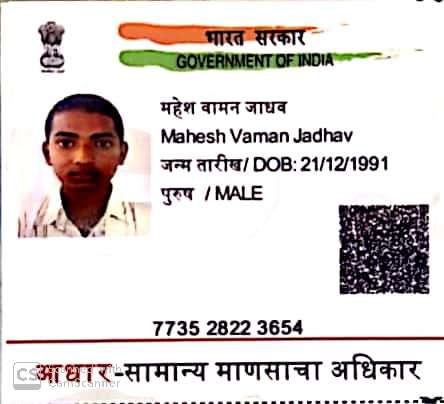 भारत सरकार
GOVERNMENT OF INDIA
महेश वामन जाधव
Mahesh Vaman Jadhav
जन्म तारीख/ DOB: 21/12/1991
पुरुष / MALE
7735 2822 3654
आधार-सामान्य माणसाचा अधिकार
CS
CamScanner